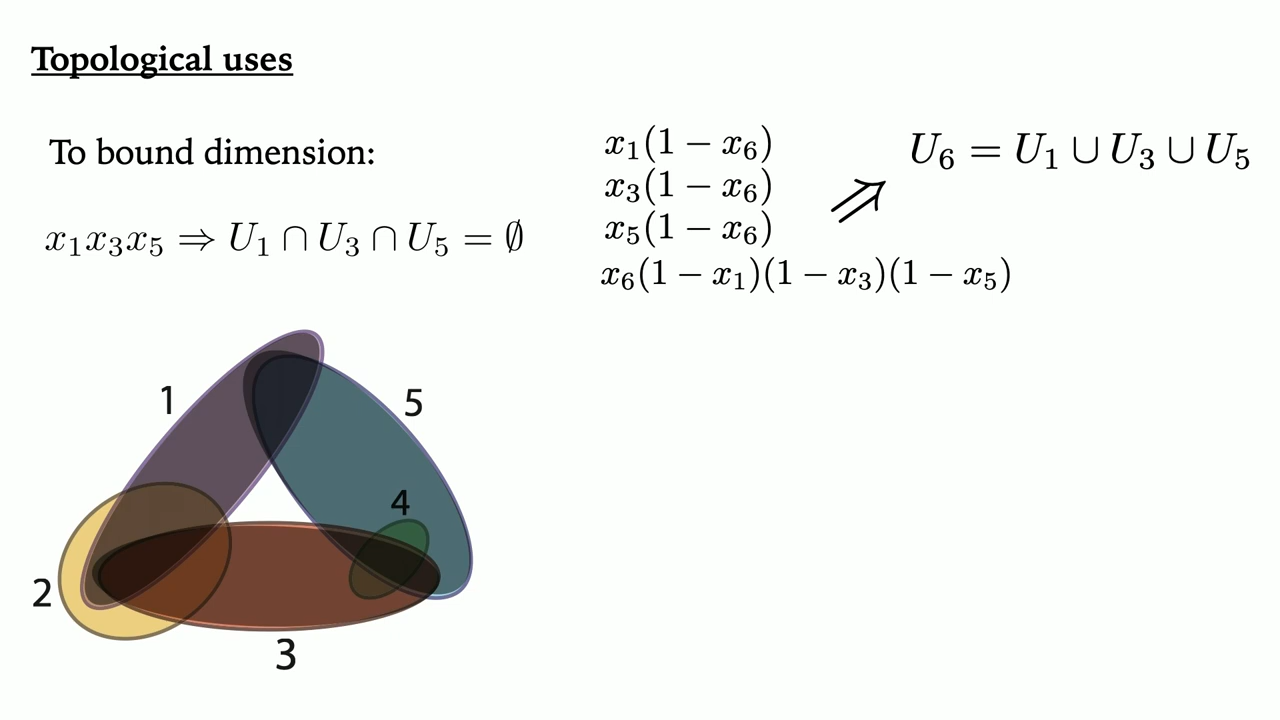 Topological uses
To bound dimension:
x₁x₃x₅ ⇒ U₁ ∩ U₃ ∩ U₅ = ∅
x₁(1 − x₆)
x₃(1 − x₆)
x₅(1 − x₆)
x₆(1 − x₁)(1 − x₃)(1 − x₅)
⇒ U₆ = U₁ ∪ U₃ ∪ U₅
1
5
4
2
3